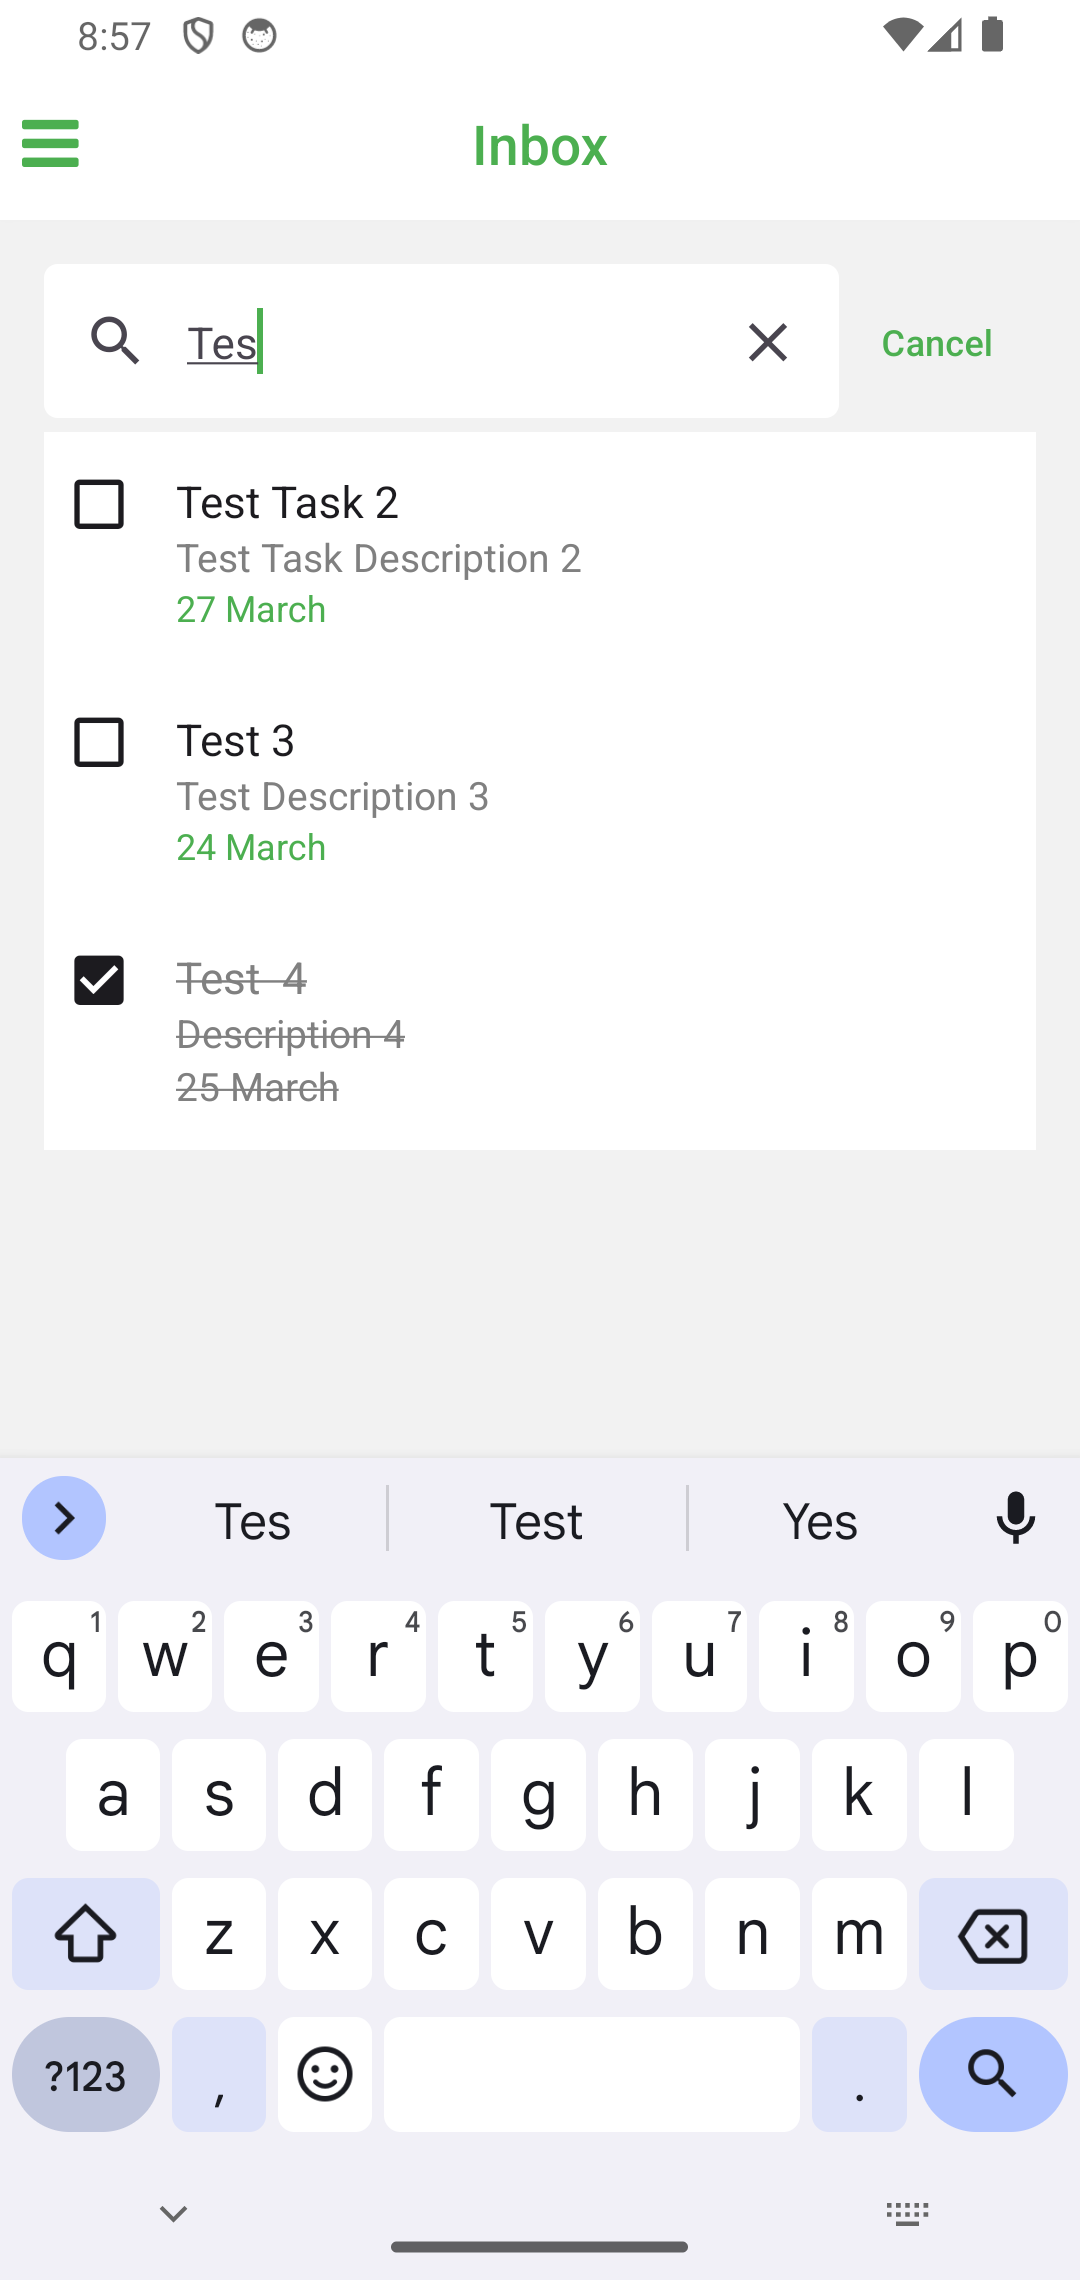 8:57
Inbox
Tes
Cancel
Test Task 2
Test Task Description 2
27 March
Test 3
Test Description 3
24 March
Test  4
Description 4
25 March
Tes Test Yes
q 1 w 2 e 3 r 4 t 5 y 6 u 7 i 8 o 9 p 0
a s d f g h j k l
z x c v b n m
?123 , .